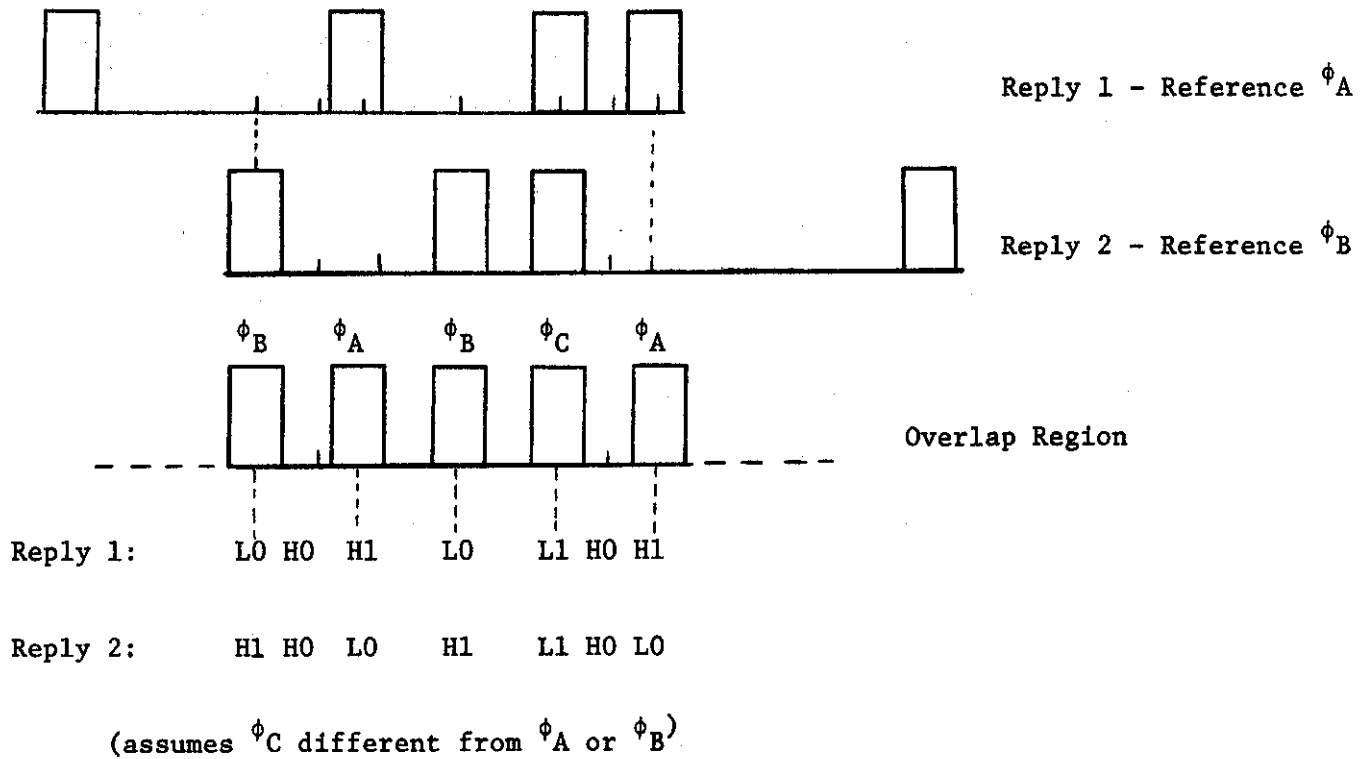 Reply 1 - Reference ϕA
Reply 2 - Reference ϕB
ϕB ϕA ϕB ϕC ϕA
Overlap Region
Reply 1: L0 H0 H1 L0 L1 H0 H1
Reply 2: H1 H0 L0 H1 L1 H0 L0
(assumes ϕC different from ϕA or ϕB)